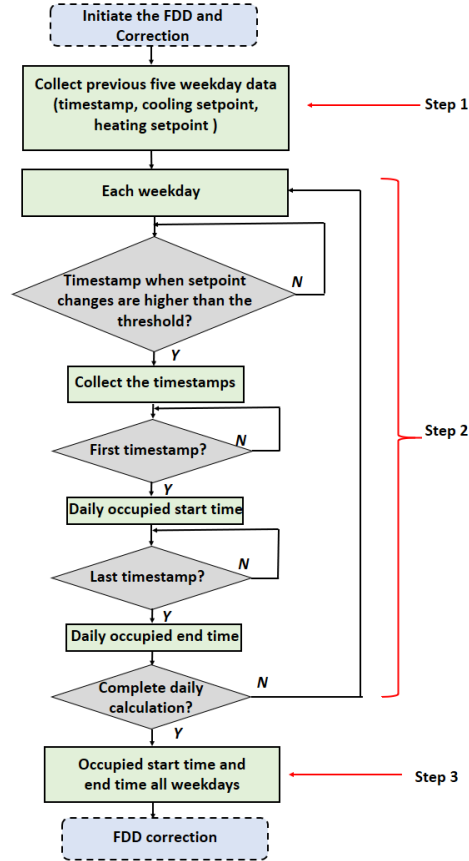 Initiate the FDD and
Correction
Collect previous five weekday data
(timestamp, cooling setpoint,
heating setpoint )
Step 1
Each weekday
Timestamp when setpoint
changes are higher than the
threshold?
N
Y
Collect the timestamps
First timestamp?
N
Y
Daily occupied start time
Step 2
Last timestamp?
N
Y
Daily occupied end time
Complete daily
calculation?
N
Y
Occupied start time and
end time all weekdays
Step 3
FDD correction